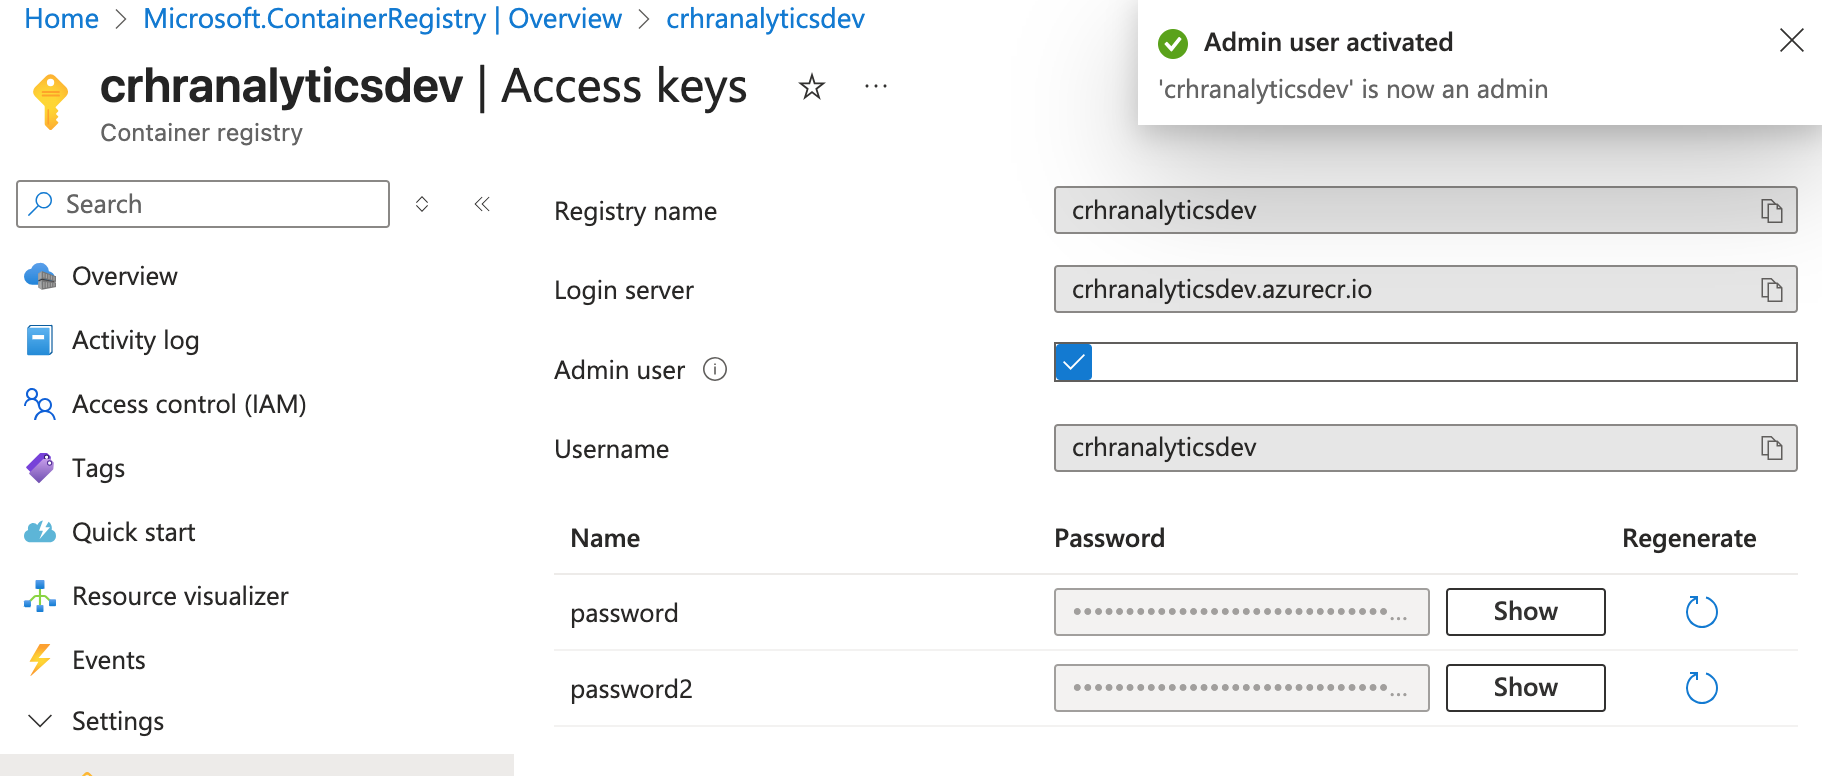 Home > Microsoft.ContainerRegistry | Overview > crhranalyticsdev
Admin user activated
'crhranalyticsdev' is now an admin
crhranalyticsdev | Access keys
Container registry
Search
Overview
Activity log
Access control (IAM)
Tags
Quick start
Resource visualizer
Events
Settings
Registry name crhranalyticsdev
Login server crhranalyticsdev.azurecr.io
Admin user
Username crhranalyticsdev
Name Password Regenerate
password •••••••••••••••••••••••••••••• ... Show
password2 •••••••••••••••••••••••••••••• ... Show